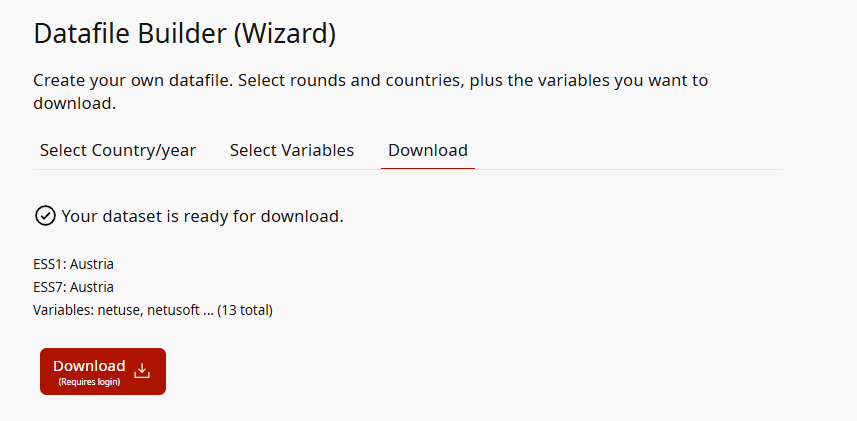 Datafile Builder (Wizard)
Create your own datafile. Select rounds and countries, plus the variables you want to
download.
Select Country/year Select Variables Download
Your dataset is ready for download.
ESS1: Austria
ESS7: Austria
Variables: netuse, netusoft ... (13 total)
Download
(Requires login)